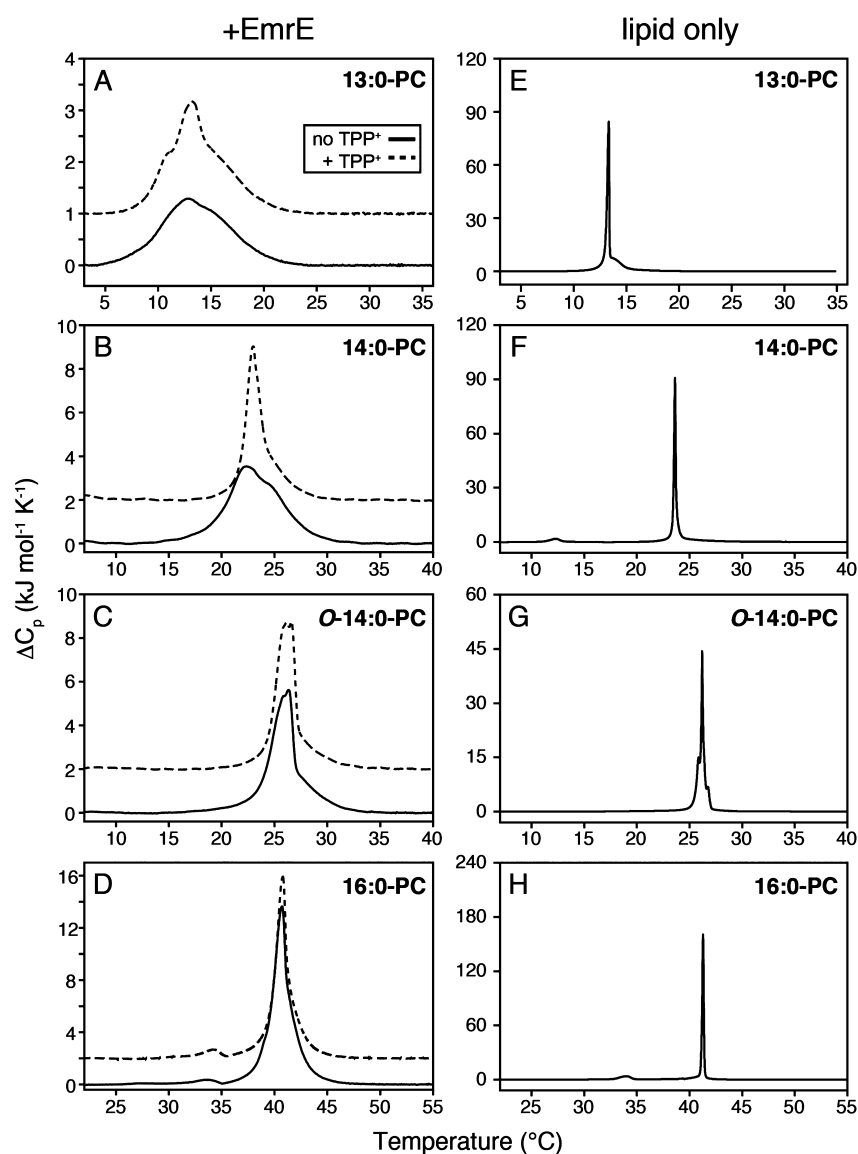 +EmrE
lipid only
A
13:0-PC
4
3
2
1
0
no TPP⁺
+ TPP⁺
5 10 15 20 25 30 35
E
13:0-PC
120
90
60
30
0
5 10 15 20 25 30 35
B
14:0-PC
10
8
6
4
2
0
10 15 20 25 30 35 40
F
14:0-PC
120
90
60
30
0
10 15 20 25 30 35 40
C
O-14:0-PC
10
8
6
4
2
0
10 15 20 25 30 35 40
G
O-14:0-PC
60
45
30
15
0
10 15 20 25 30 35 40
D
16:0-PC
16
12
8
4
0
25 30 35 40 45 50 55
H
16:0-PC
240
180
120
60
0
25 30 35 40 45 50 55
ΔCₚ (kJ mol⁻¹ K⁻¹)
Temperature (°C)